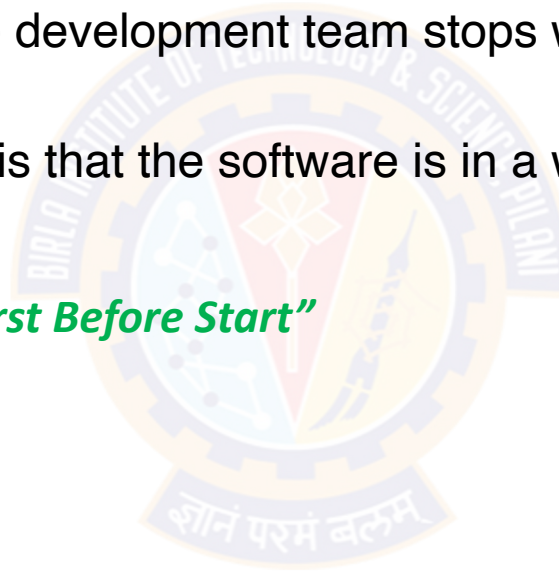 development team stops w
is that the software is in a w
rst Before Start”
BIRLA INSTITUTE OF TECHNOLOGY & SCIENCE, PILANI
ज्ञानं परमं बलम्